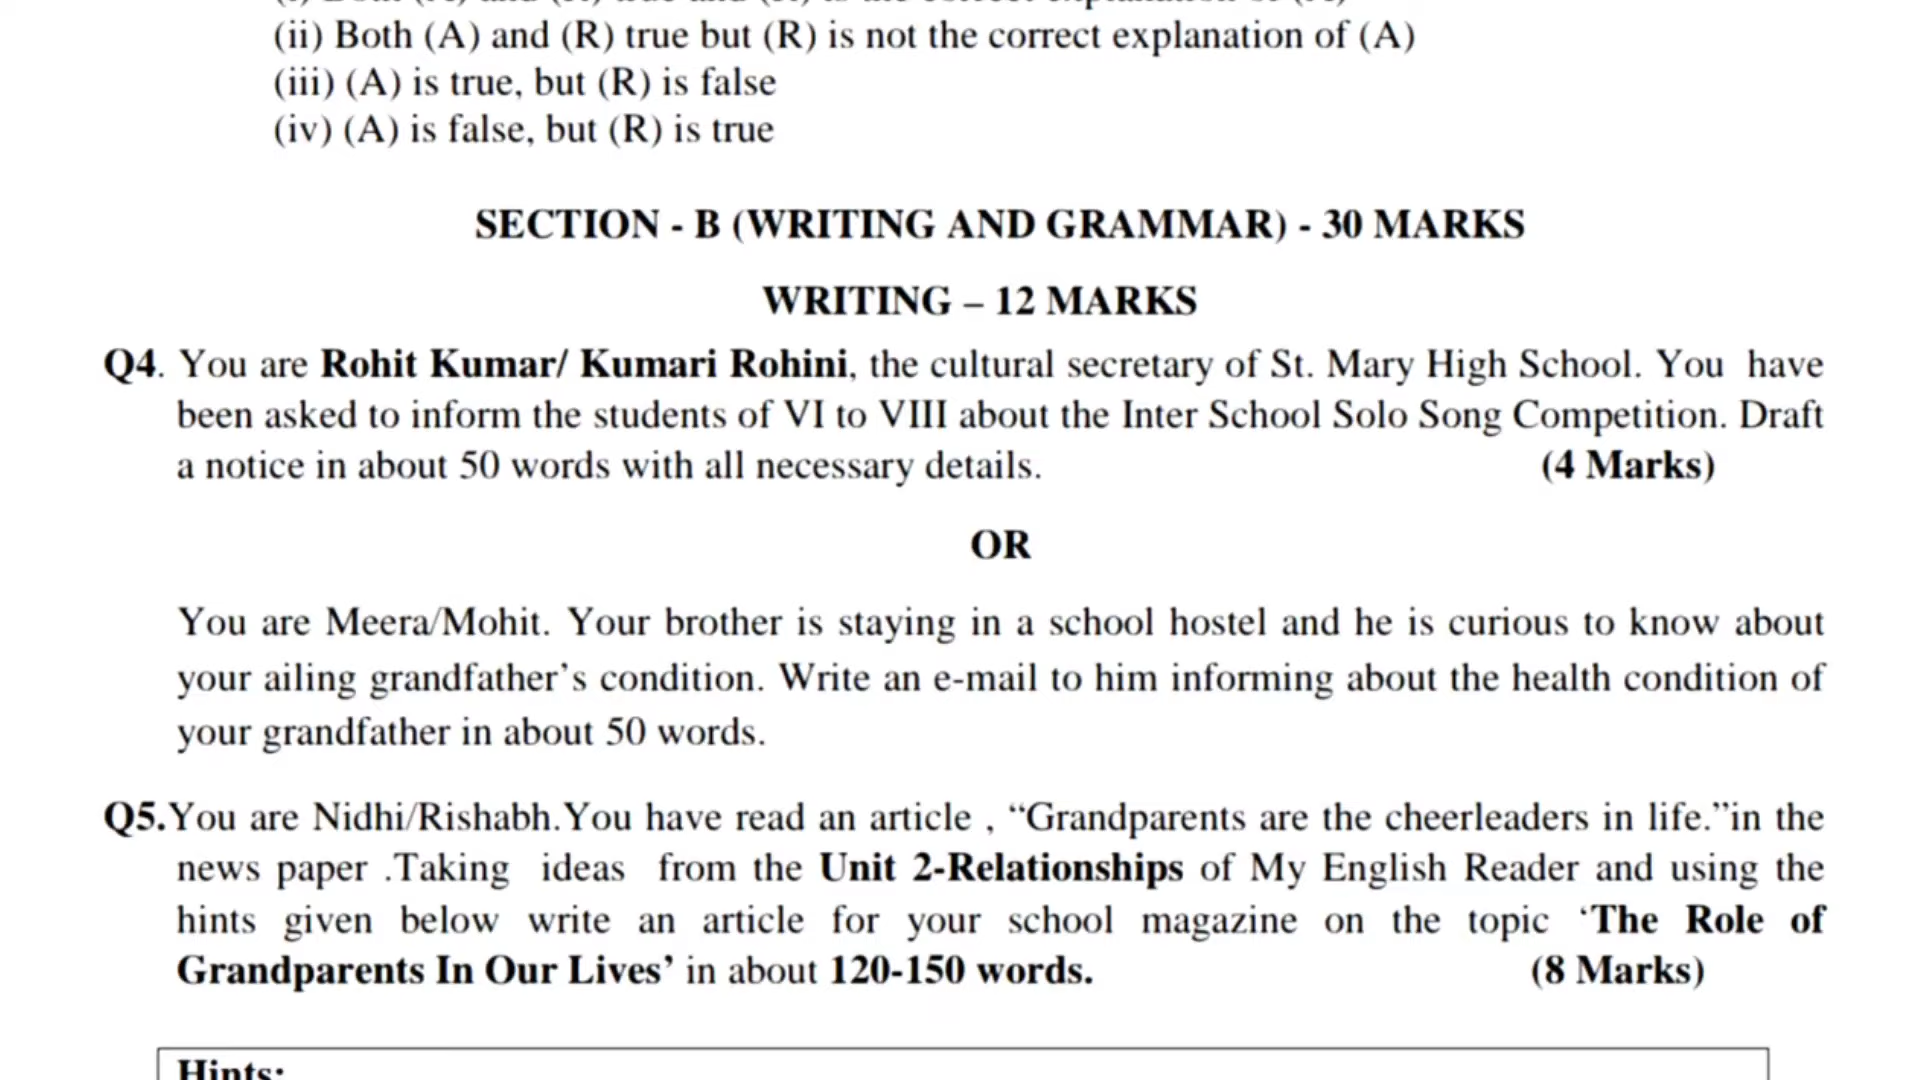 (ii) Both (A) and (R) true but (R) is not the correct explanation of (A)
(iii) (A) is true, but (R) is false
(iv) (A) is false, but (R) is true
SECTION - B (WRITING AND GRAMMAR) - 30 MARKS
WRITING – 12 MARKS
Q4. You are Rohit Kumar/ Kumari Rohini, the cultural secretary of St. Mary High School. You have
been asked to inform the students of VI to VIII about the Inter School Solo Song Competition. Draft
a notice in about 50 words with all necessary details. (4 Marks)
OR
You are Meera/Mohit. Your brother is staying in a school hostel and he is curious to know about
your ailing grandfather’s condition. Write an e-mail to him informing about the health condition of
your grandfather in about 50 words.
Q5.You are Nidhi/Rishabh.You have read an article , “Grandparents are the cheerleaders in life.”in the
news paper .Taking ideas from the Unit 2-Relationships of My English Reader and using the
hints given below write an article for your school magazine on the topic ‘The Role of
Grandparents In Our Lives’ in about 120-150 words. (8 Marks)
Hints: